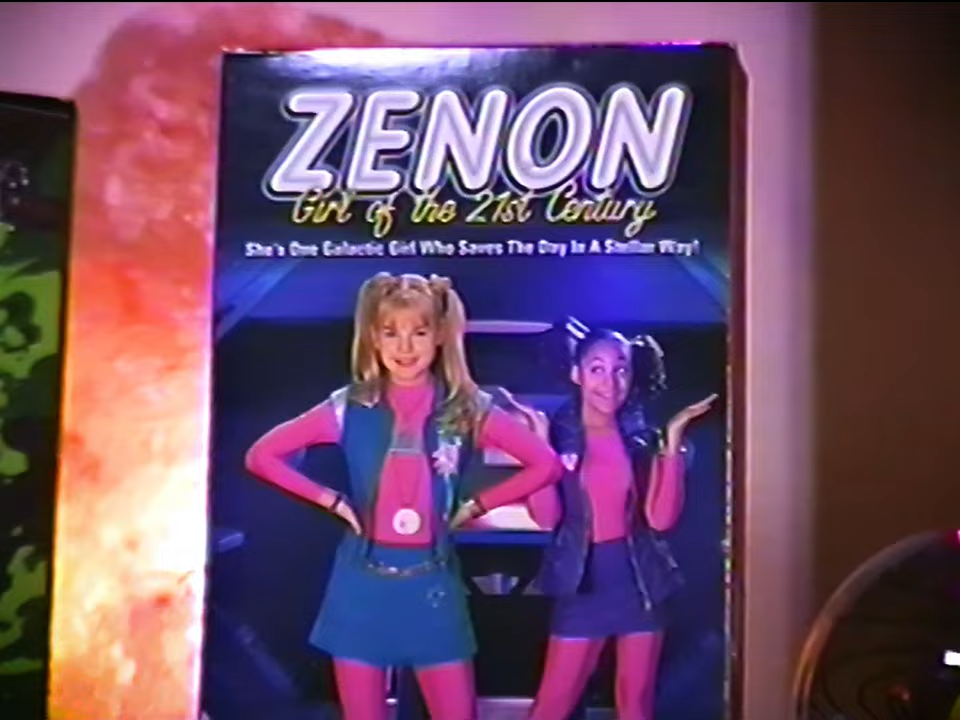 ZENON
Girl of the 21st Century
She's One Galactic Girl Who Saves The Day In A Stellar Way!